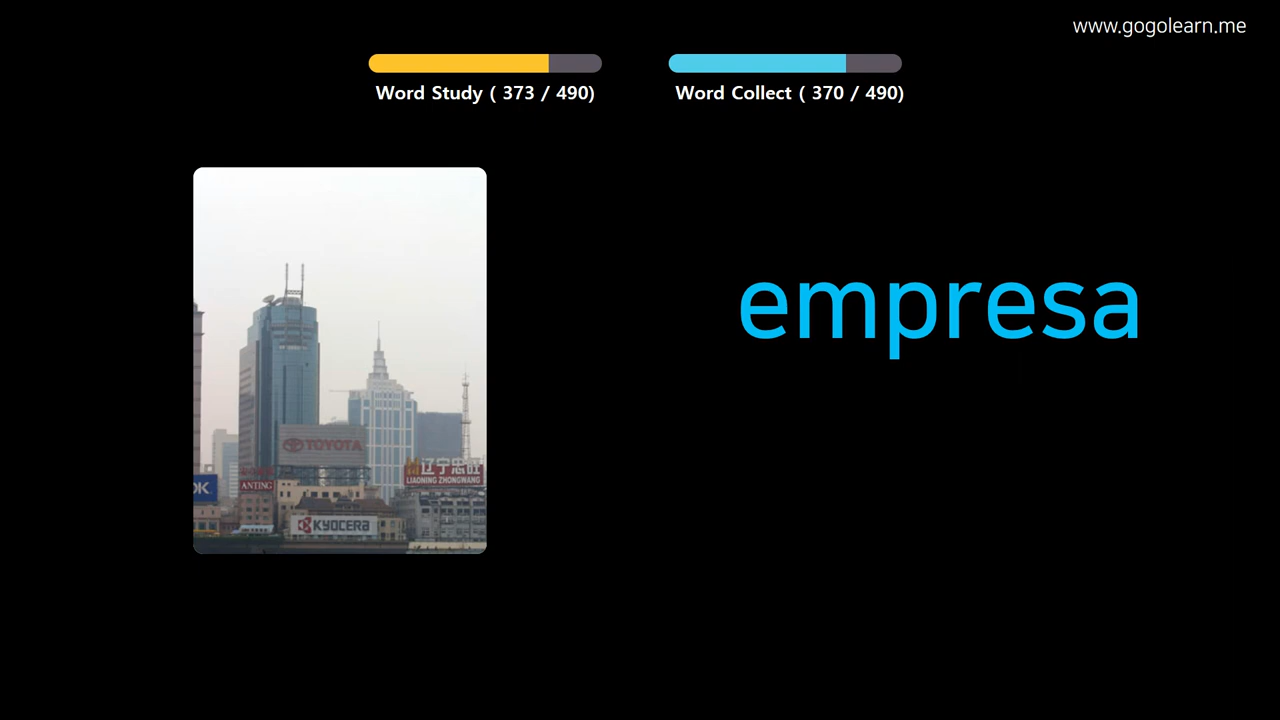 www.gogolearn.me
Word Study ( 373 / 490)
Word Collect ( 370 / 490)
empresa
TOYOTA
辽宁忠旺
LIAONING ZHONGWANG
OK
ANTING
KYOCERA